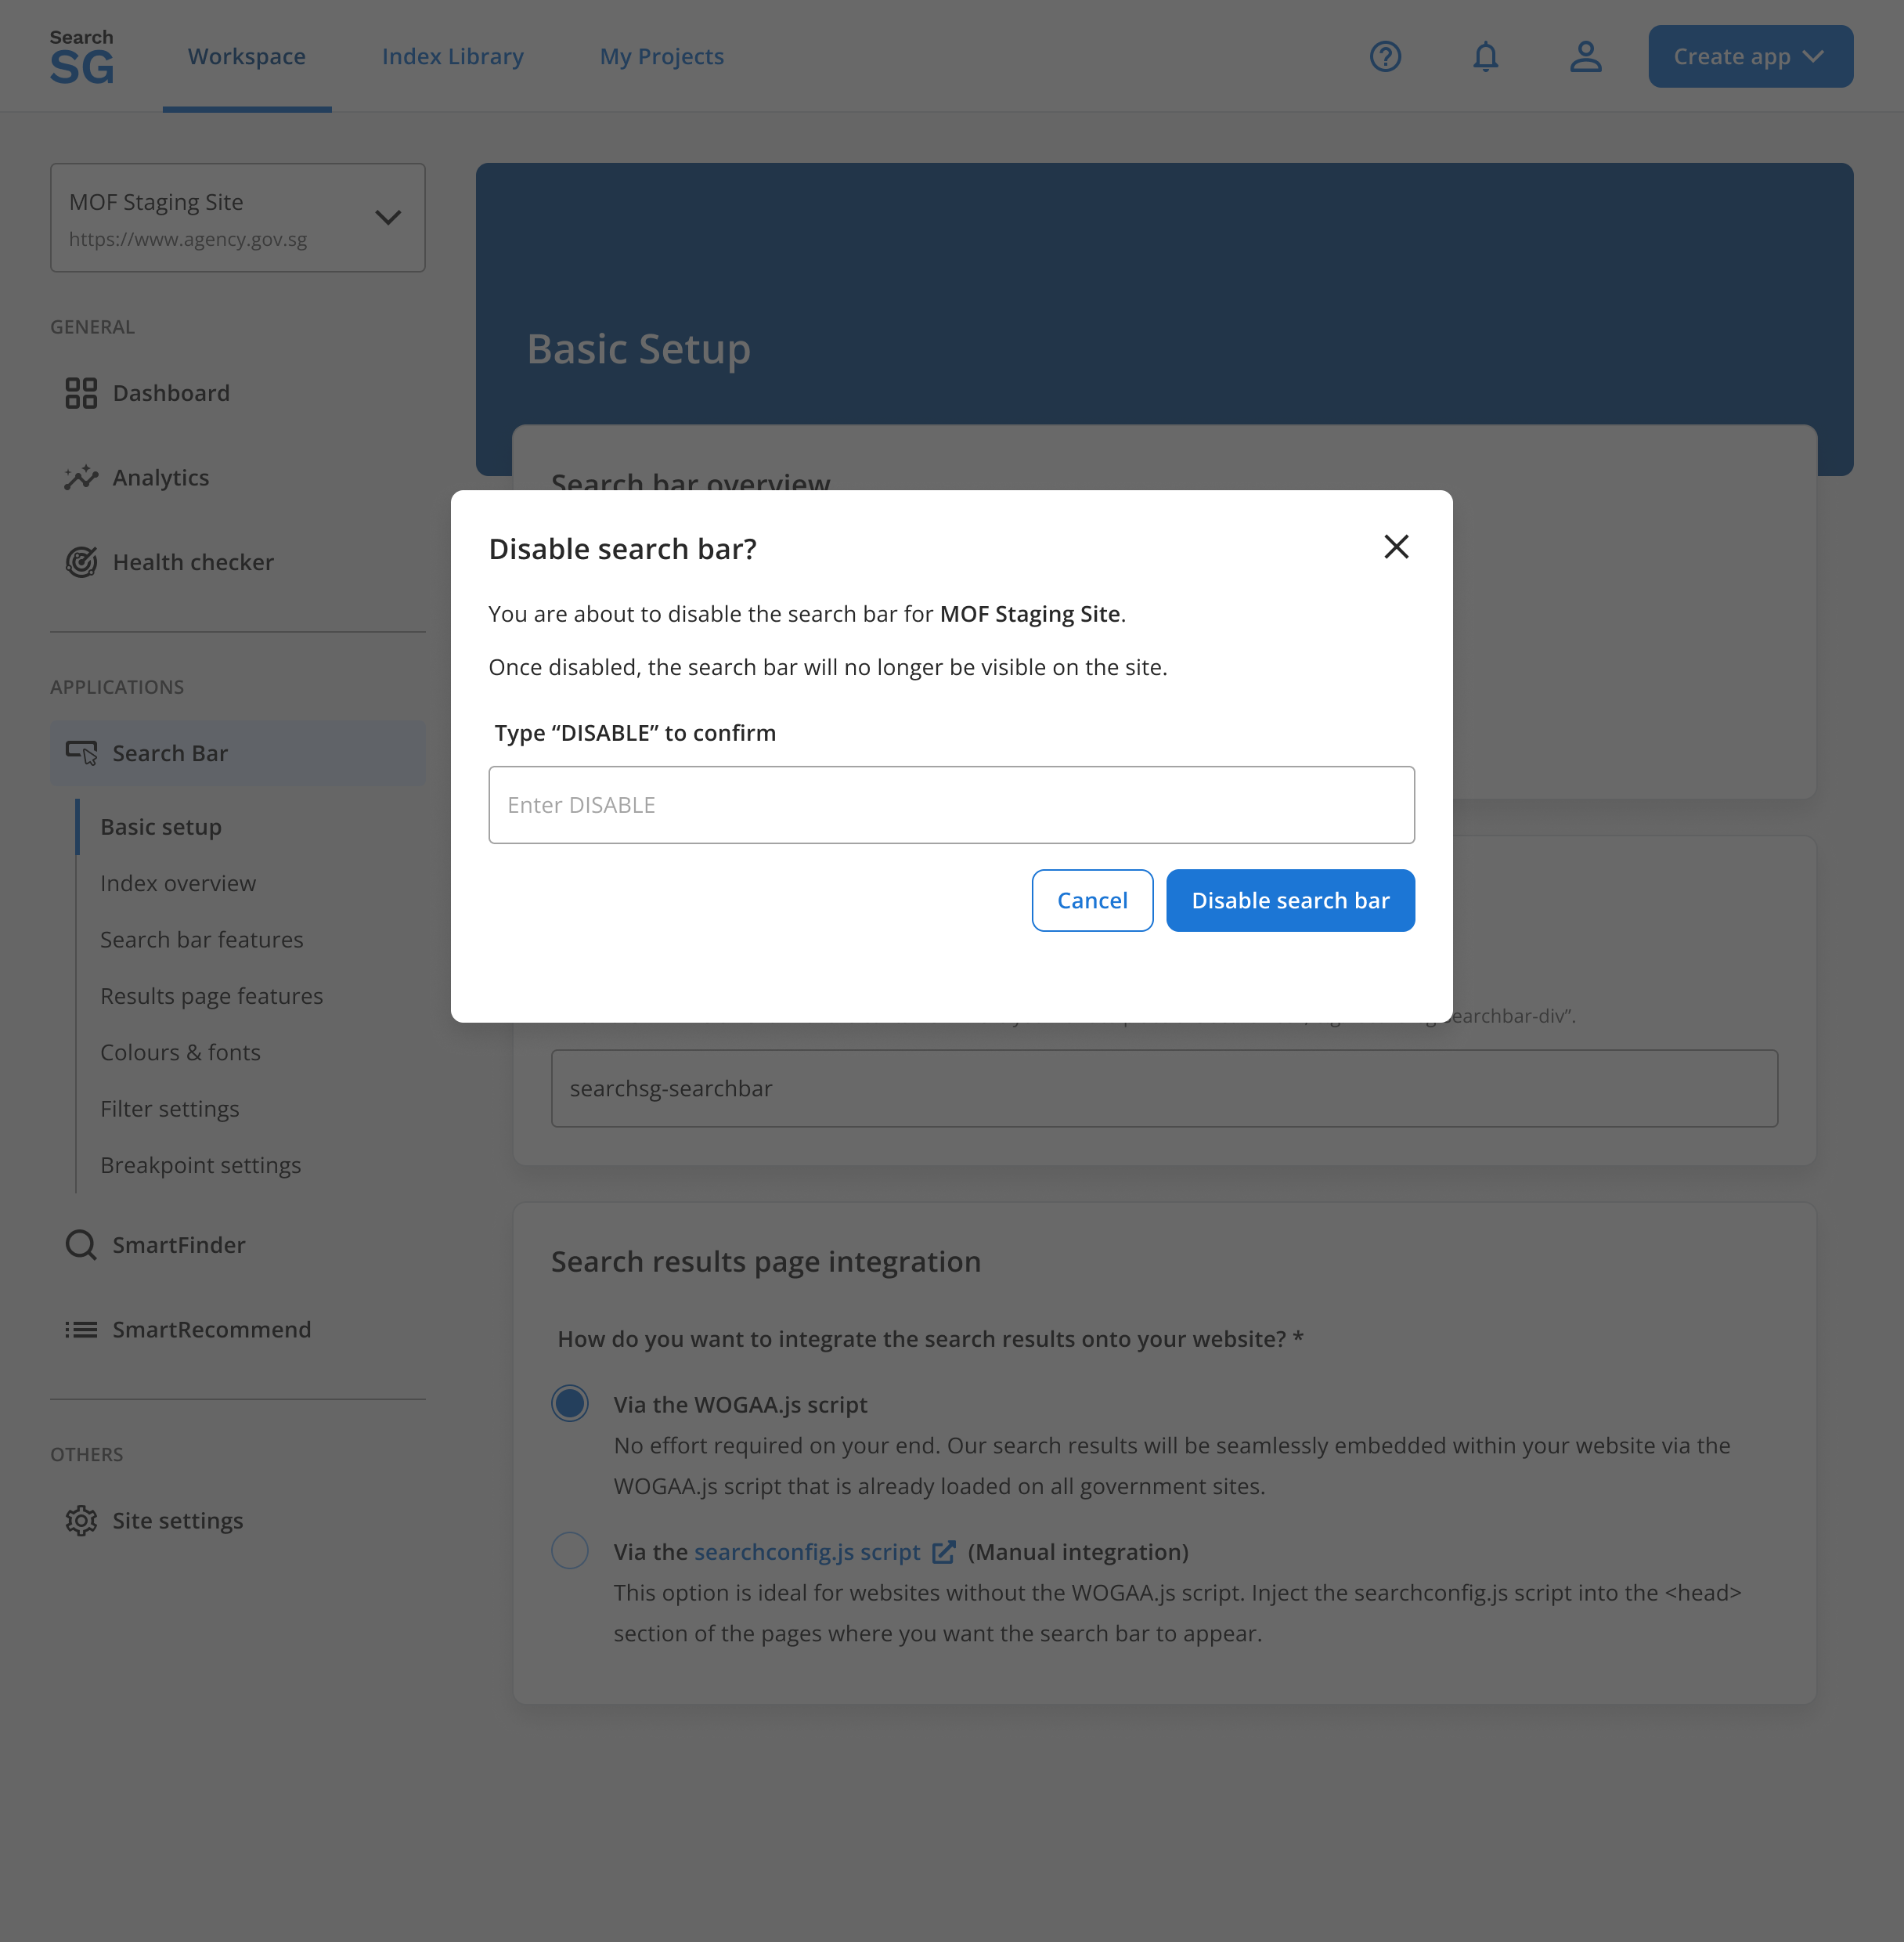 Search
SG
Workspace
Index Library
My Projects
Create app
MOF Staging Site
https://www.agency.gov.sg
GENERAL
Dashboard
Analytics
Health checker
APPLICATIONS
Search Bar
Basic setup
Index overview
Search bar features
Results page features
Colours & fonts
Filter settings
Breakpoint settings
SmartFinder
SmartRecommend
OTHERS
Site settings
Basic Setup
Search bar overview
Disable search bar?
You are about to disable the search bar for MOF Staging Site.
Once disabled, the search bar will no longer be visible on the site.
Type “DISABLE” to confirm
Enter DISABLE
Cancel
Disable search bar
searchbar-div”.
searchsg-searchbar
Search results page integration
How do you want to integrate the search results onto your website? *
Via the WOGAA.js script
No effort required on your end. Our search results will be seamlessly embedded within your website via the
WOGAA.js script that is already loaded on all government sites.
Via the searchconfig.js script (Manual integration)
This option is ideal for websites without the WOGAA.js script. Inject the searchconfig.js script into the <head>
section of the pages where you want the search bar to appear.